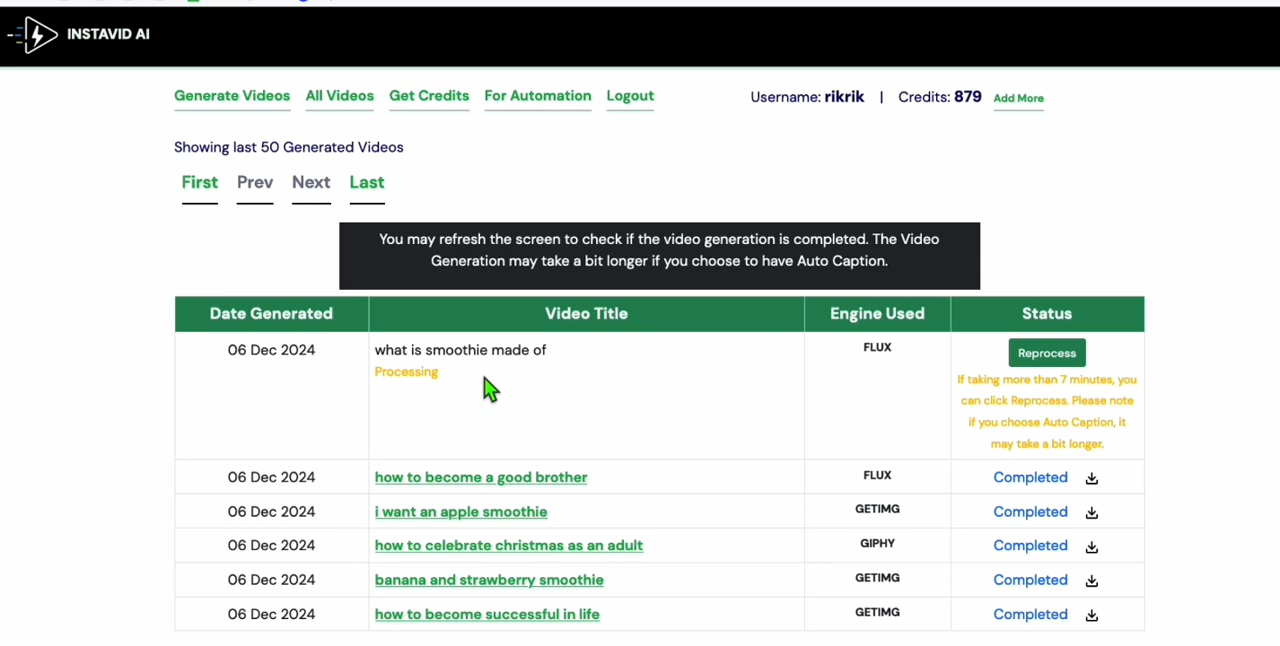 INSTAVID AI
Generate Videos All Videos Get Credits For Automation Logout Username: rikrik | Credits: 879 Add More
Showing last 50 Generated Videos
First Prev Next Last
You may refresh the screen to check if the video generation is completed. The Video
Generation may take a bit longer if you choose to have Auto Caption.
Date Generated Video Title Engine Used Status
06 Dec 2024 what is smoothie made of FLUX Reprocess
Processing
If taking more than 7 minutes, you
can click Reprocess. Please note
if you choose Auto Caption, it
may take a bit longer.
06 Dec 2024 how to become a good brother FLUX Completed
06 Dec 2024 i want an apple smoothie GETIMG Completed
06 Dec 2024 how to celebrate christmas as an adult GIPHY Completed
06 Dec 2024 banana and strawberry smoothie GETIMG Completed
06 Dec 2024 how to become successful in life GETIMG Completed